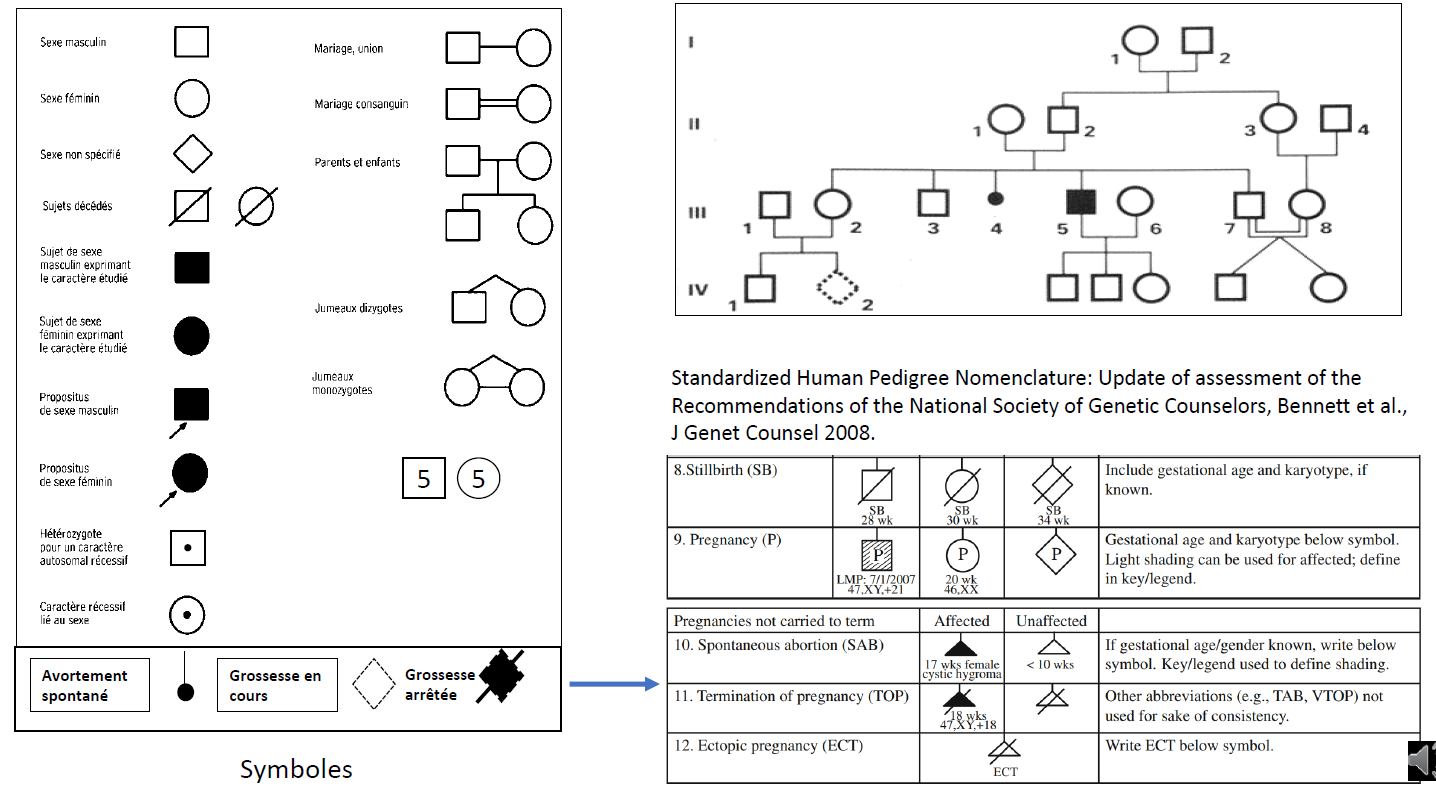 Sexe masculin
Sexe féminin
Sexe non spécifié
Sujets décédés
Sujet de sexe
masculin exprimant
le caractère étudié
Sujet de sexe
féminin exprimant
le caractère étudié
Propositus
de sexe masculin
Propositus
de sexe féminin
Hétérozygote
pour un caractère
autosomal récessif
Caractère récessif
lié au sexe
Mariage, union
Mariage consanguin
Parents et enfants
Jumeaux dizygotes
Jumeaux
monozygotes
5 5
Avortement
spontané
Grossesse en
cours
Grossesse
arrêtée
Symboles
I
1 2
II
1 2 3 4
III
1 2 3 4 5 6 7 8
IV
1 2
Standardized Human Pedigree Nomenclature: Update of assessment of the
Recommendations of the National Society of Genetic Counselors, Bennett et al.,
J Genet Counsel 2008.
8.Stillbirth (SB)
SB
28 wk
SB
30 wk
SB
34 wk
Include gestational age and karyotype, if
known.
9. Pregnancy (P)
P
LMP: 7/1/2007
47,XY,+21
P
20 wk
46,XX
P
Gestational age and karyotype below symbol.
Light shading can be used for affected; define
in key/legend.
Pregnancies not carried to term
Affected
Unaffected
10. Spontaneous abortion (SAB)
17 wks female
cystic hygroma
< 10 wks
If gestational age/gender known, write below
symbol. Key/legend used to define shading.
11. Termination of pregnancy (TOP)
18 wks
47,XY,+18
Other abbreviations (e.g., TAB, VTOP) not
used for sake of consistency.
12. Ectopic pregnancy (ECT)
ECT
Write ECT below symbol.